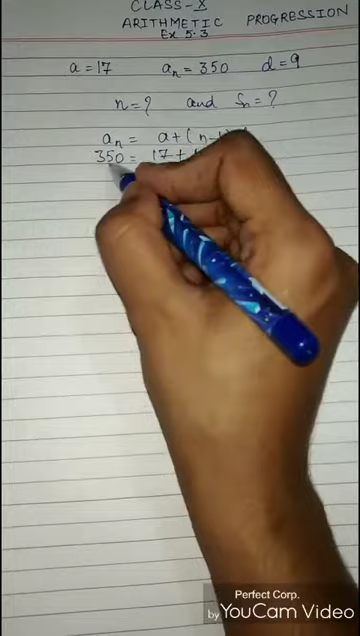 CLASS-X
ARITHMETIC PROGRESSION
Ex 5.3
a = 17 aₙ = 350 d = 9
n = ? and Sₙ = ?
aₙ = a + (n-1)
350 = 17 +
Perfect Corp.
by YouCam Video